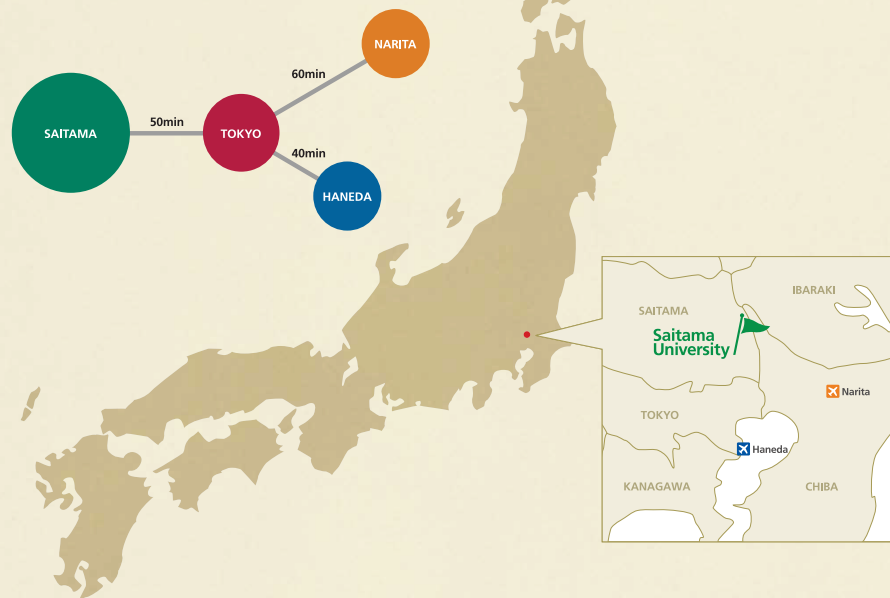 NARITA
60min
50min
SAITAMA
TOKYO
40min
HANEDA
IBARAKI
SAITAMA
Saitama
University
Narita
TOKYO
Haneda
KANAGAWA
CHIBA